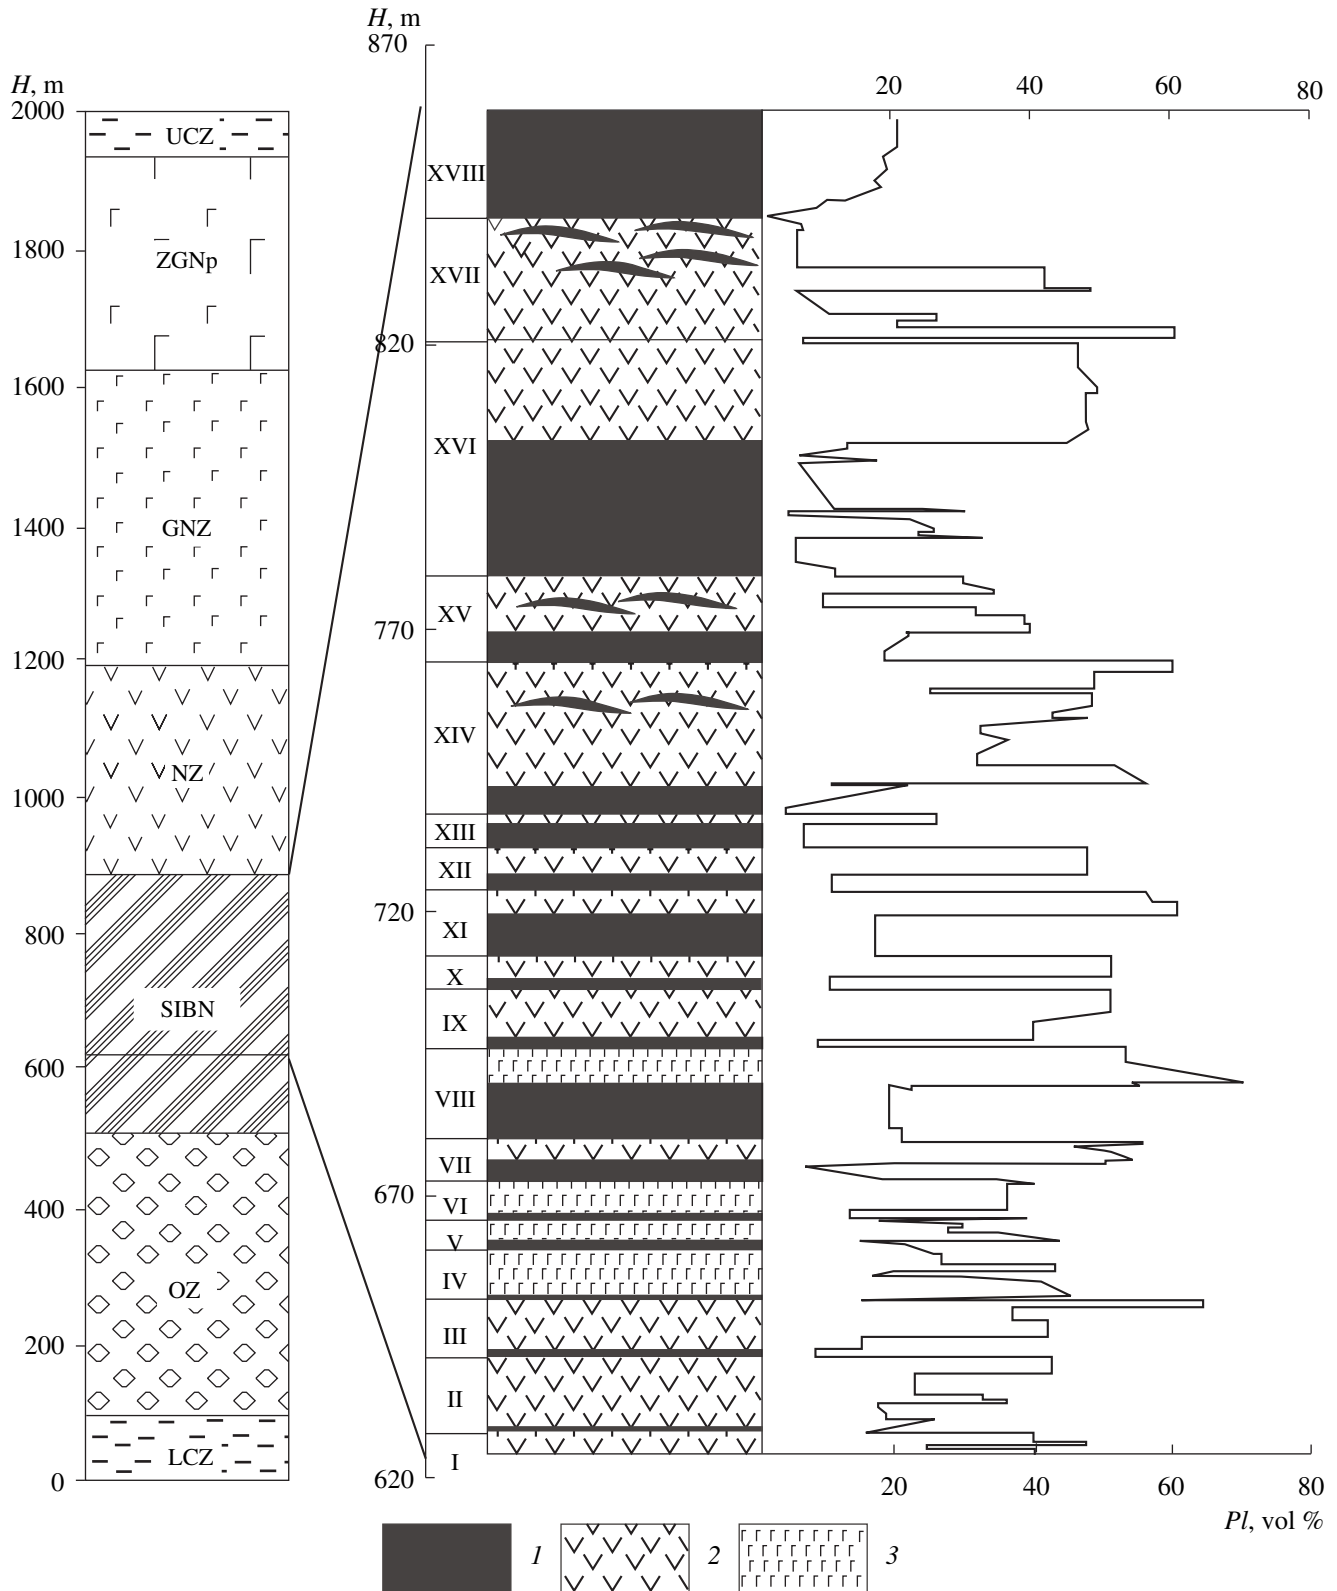 H, m
870
20
40
60
80
H, m
2000
UCZ
ZGNp
1800
1600
GNZ
1400
1200
NZ
1000
800
SIBN
600
400
OZ
200
LCZ
0
XVIII
XVII
820
XVI
XV
770
XIV
XIII
XII
720
XI
X
IX
VIII
VII
670
VI
V
IV
III
II
I
620
20
40
60
80
Pl, vol %
1
2
3